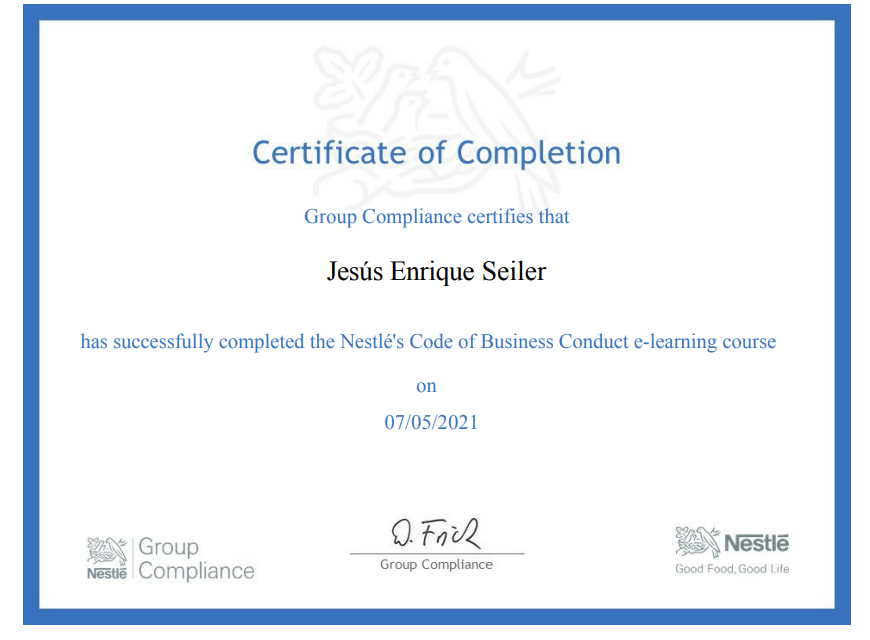 Certificate of Completion
Group Compliance certifies that
Jesús Enrique Seiler
has successfully completed the Nestlé's Code of Business Conduct e-learning course
on
07/05/2021
Nestlé
Group
Compliance
D. Frick
Group Compliance
Nestlé
Good Food, Good Life